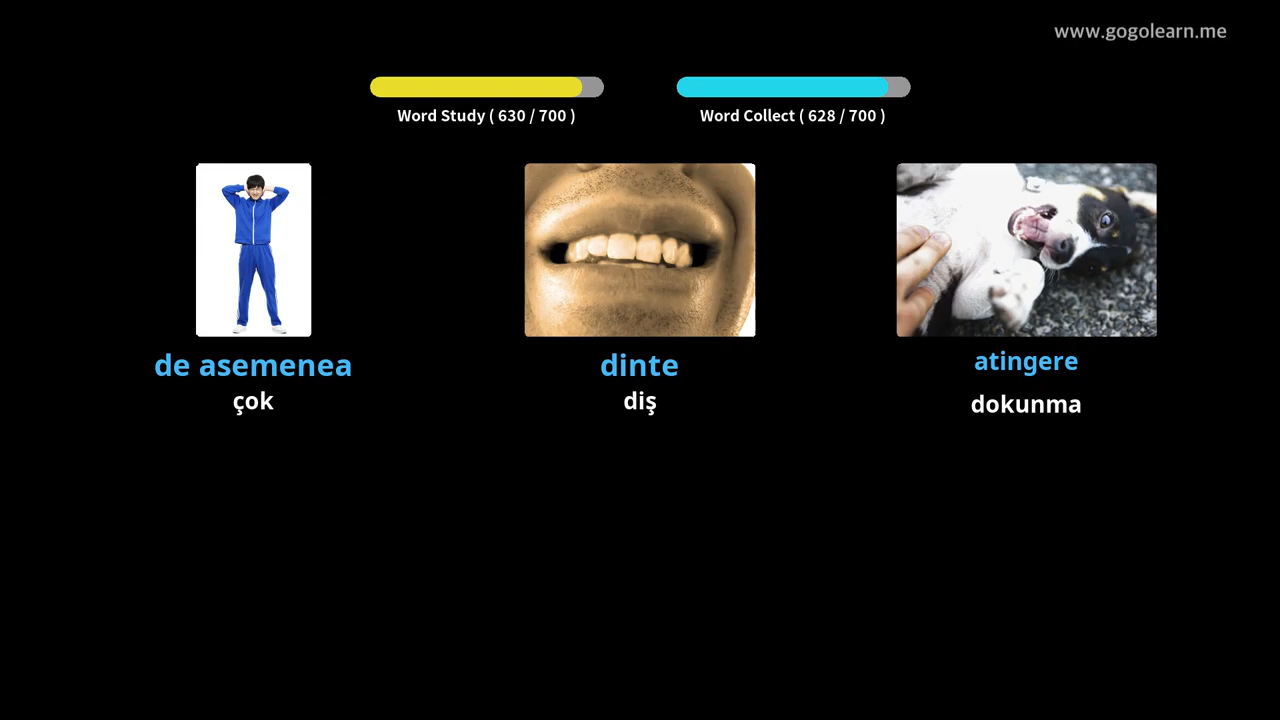 www.gogolearn.me
Word Study ( 630 / 700 )
Word Collect ( 628 / 700 )
de asemenea
çok
dinte
diş
atingere
dokunma